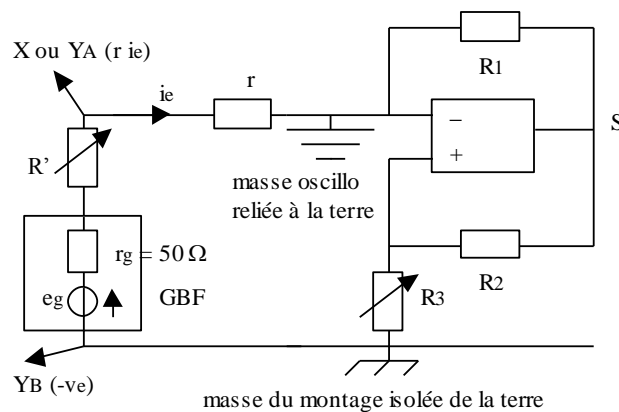 X ou YA (r ie)
ie
r
R1
S
−
+
R'
masse oscillo
reliée à la terre
R2
rg = 50 Ω
R3
eg
GBF
YB (-ve)
masse du montage isolée de la terre